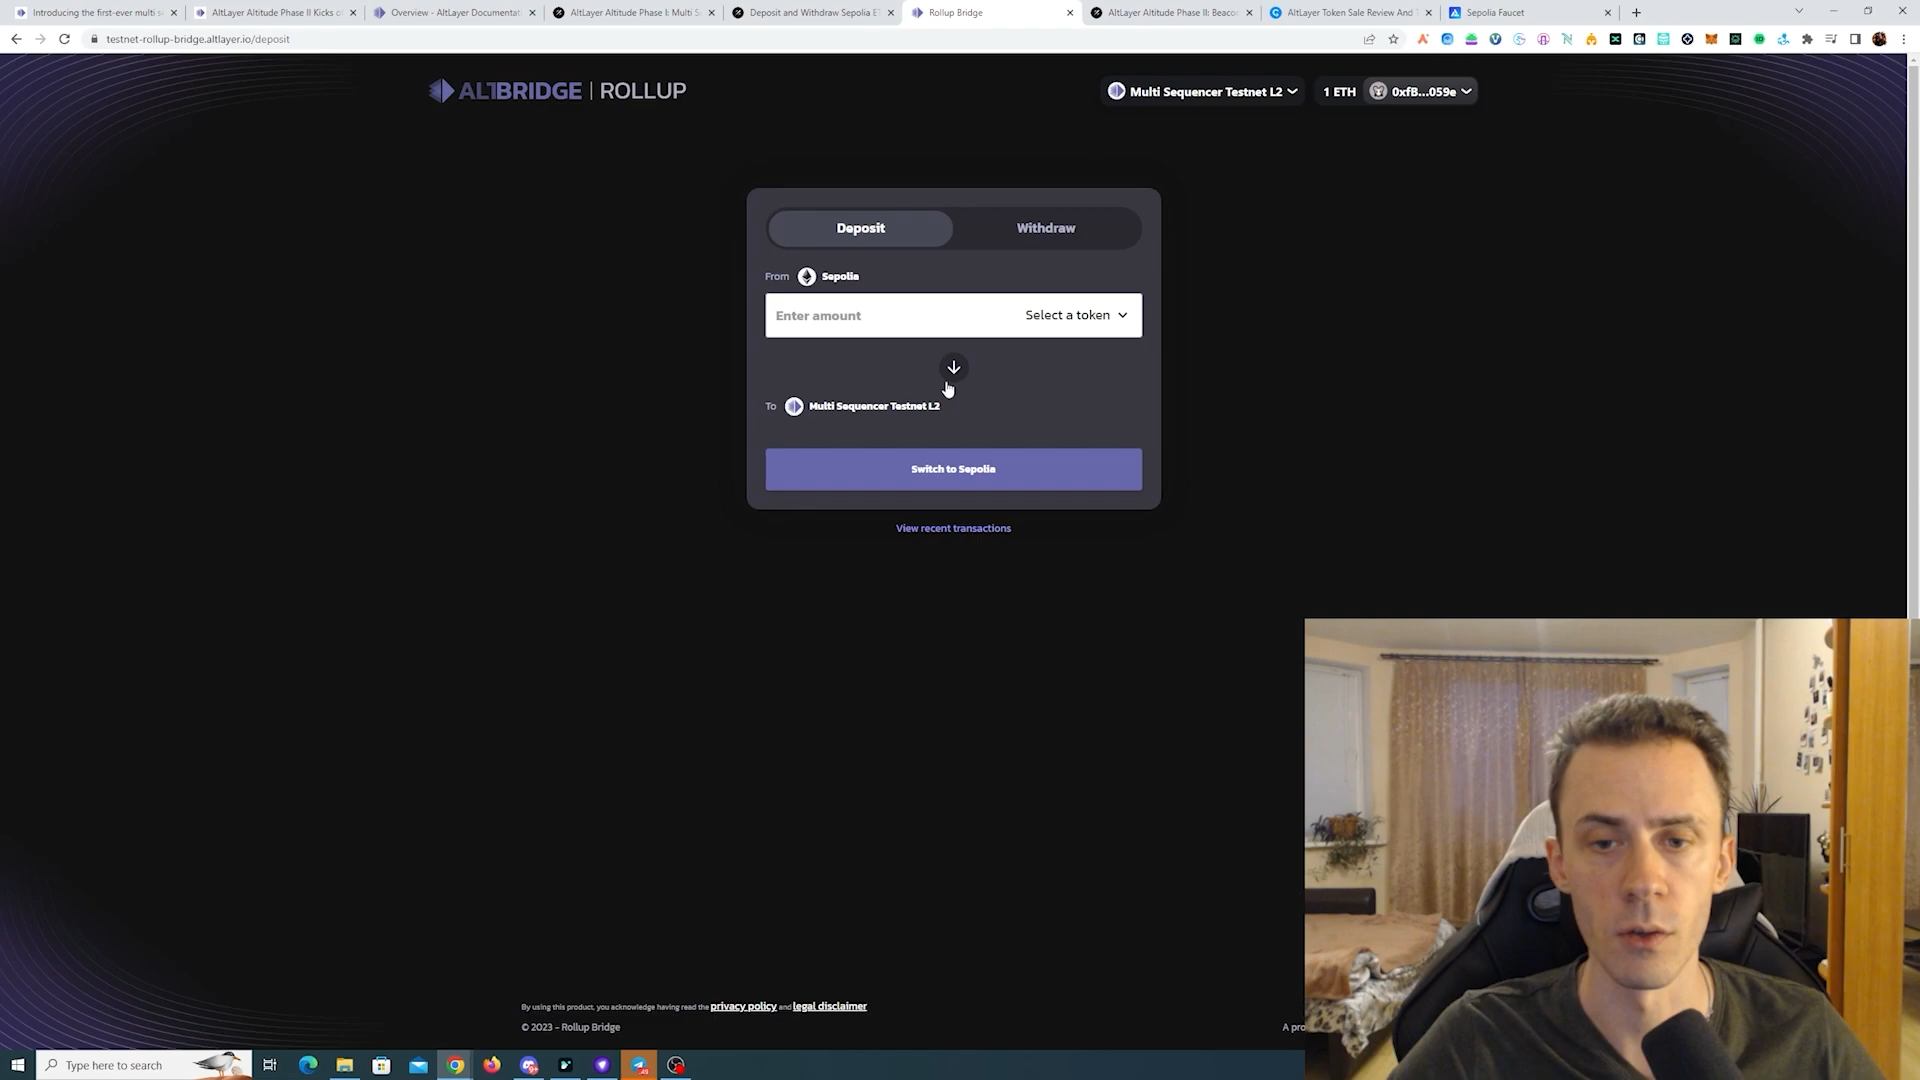 Introducing the first-ever multi s
AltLayer Altitude Phase II Kicks o
Overview - AltLayer Documentati
AltLayer Altitude Phase I: Multi S
Deposit and Withdraw Sepolia E
Rollup Bridge
AltLayer Altitude Phase II: Beaco
AltLayer Token Sale Review And T
Sepolia Faucet
testnet-rollup-bridge.altlayer.io/deposit
ALTBRIDGE | ROLLUP
Multi Sequencer Testnet L2
1 ETH
0xfB...059e
Deposit
Withdraw
From Sepolia
Enter amount
Select a token
To Multi Sequencer Testnet L2
Switch to Sepolia
View recent transactions
By using this product, you acknowledge having read the privacy policy and legal disclaimer
© 2023 - Rollup Bridge
A pro
Type here to search